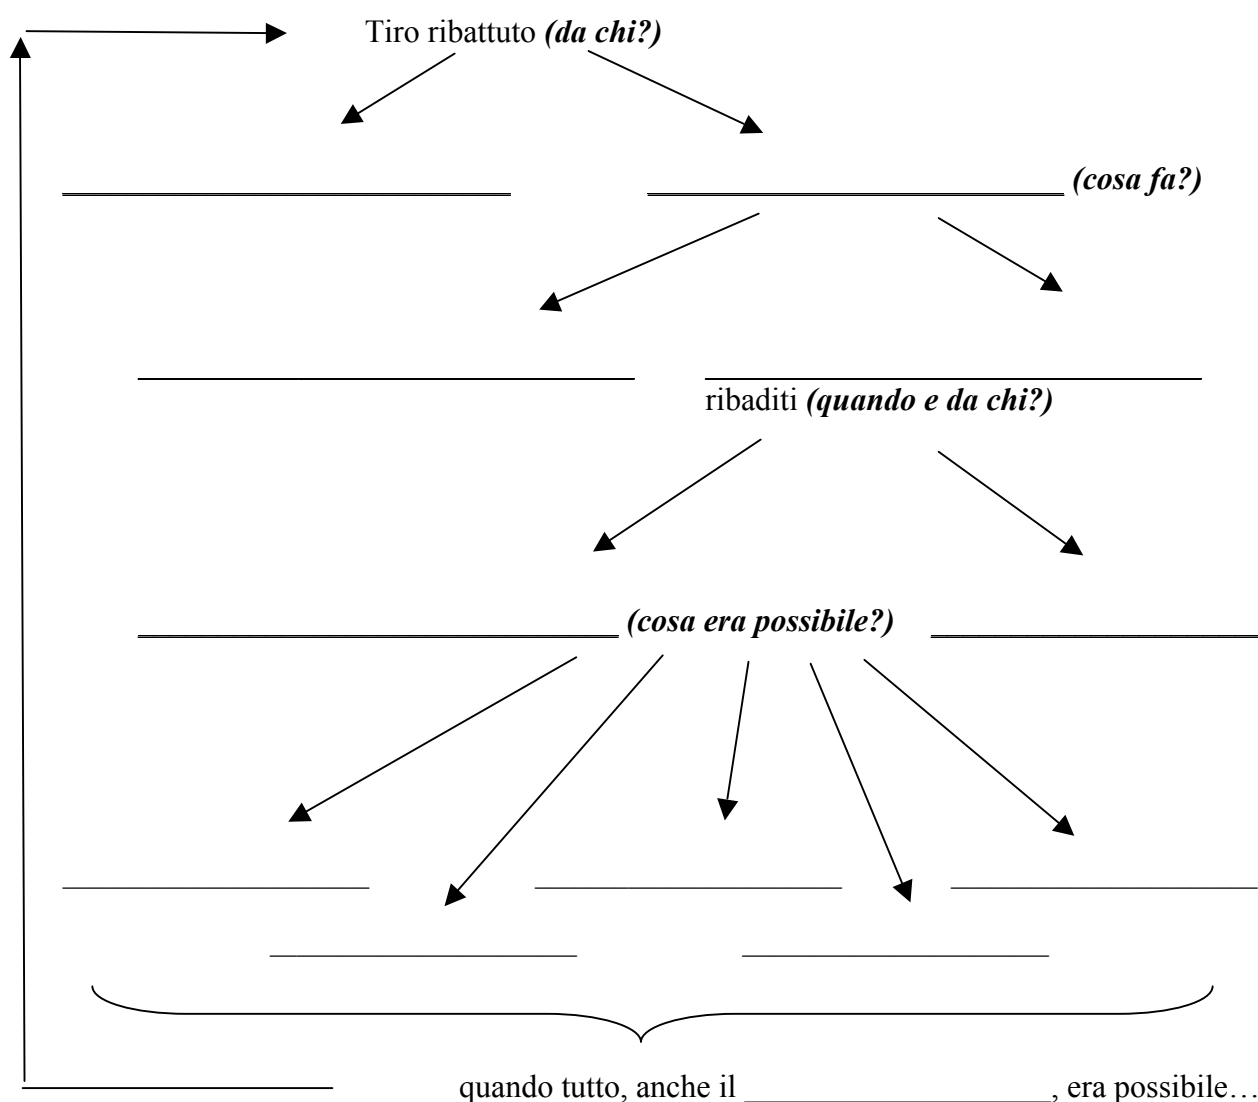 Tiro ribattuto (da chi?)
(cosa fa?)
ribaditi (quando e da chi?)
(cosa era possibile?)
quando tutto, anche il ____________________, era possibile…